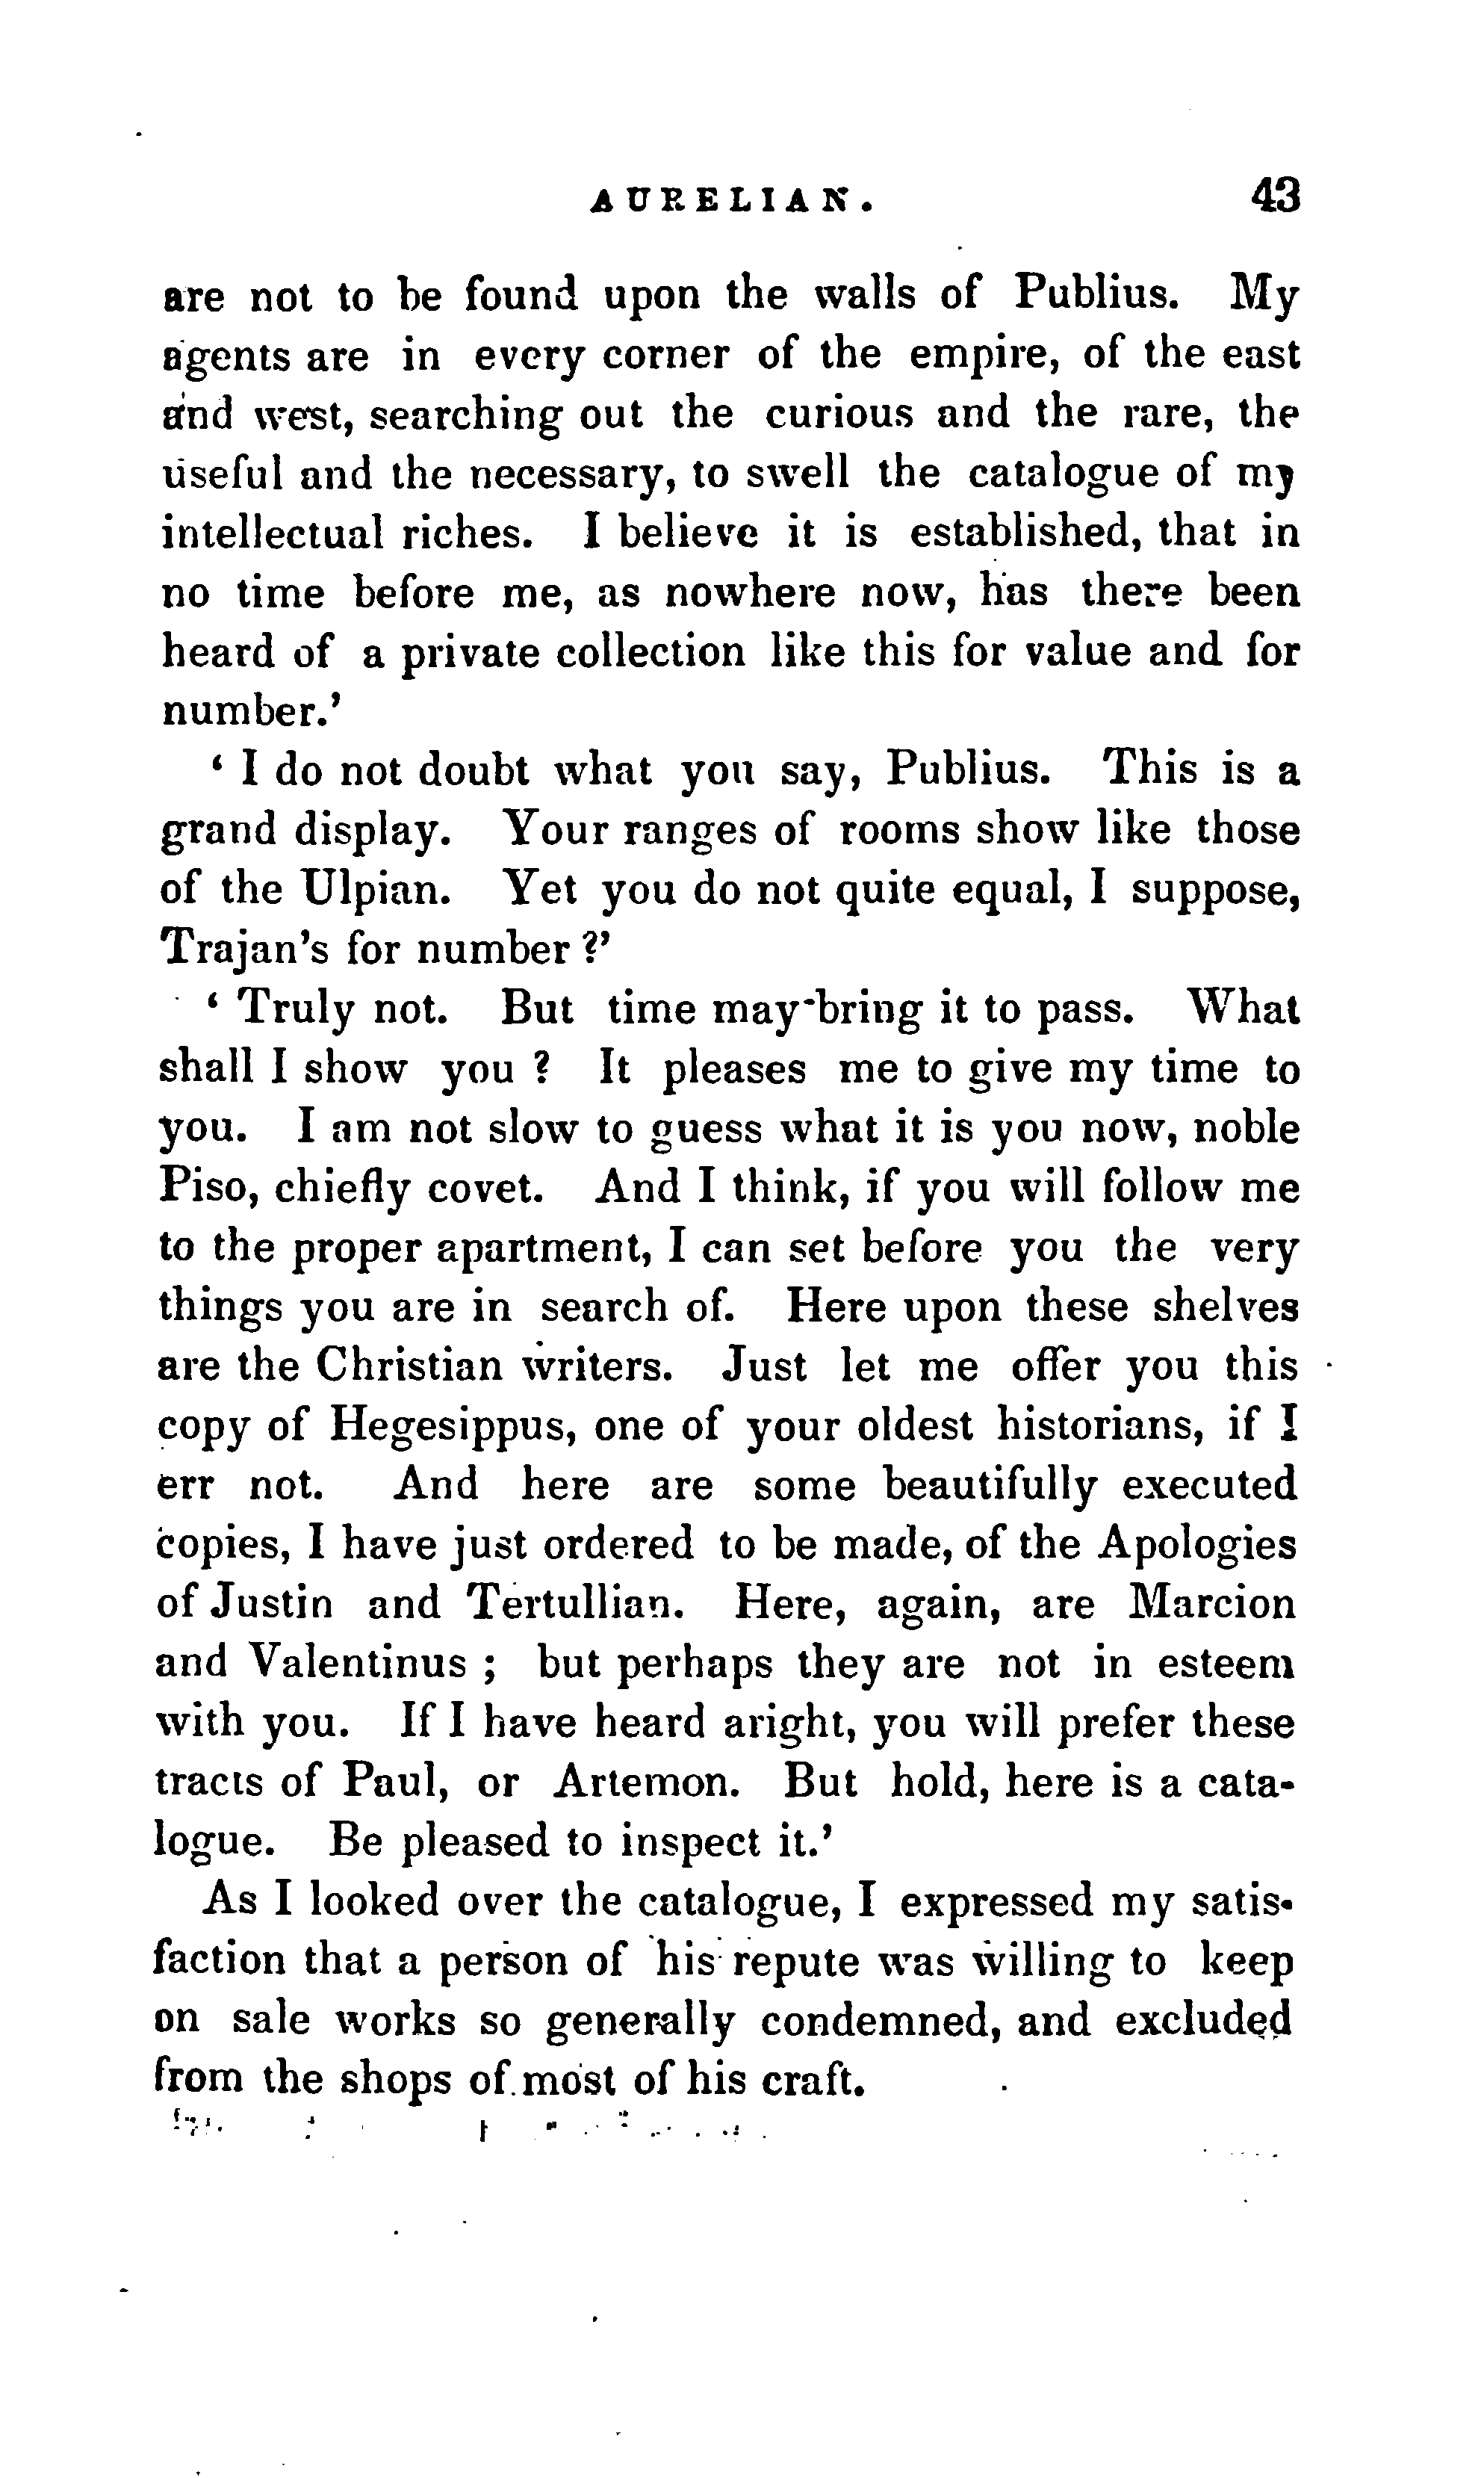 AURELIAN. 43
are not to be found upon the walls of Publius. My
agents are in every corner of the empire, of the east
and west, searching out the curious and the rare, the
useful and the necessary, to swell the catalogue of my
intellectual riches. I believe it is established, that in
no time before me, as nowhere now, has there been
heard of a private collection like this for value and for
number.'
‘ I do not doubt what you say, Publius. This is a
grand display. Your ranges of rooms show like those
of the Ulpian. Yet you do not quite equal, I suppose,
Trajan's for number ?'
‘ Truly not. But time may bring it to pass. What
shall I show you ? It pleases me to give my time to
you. I am not slow to guess what it is you now, noble
Piso, chiefly covet. And I think, if you will follow me
to the proper apartment, I can set before you the very
things you are in search of. Here upon these shelves
are the Christian writers. Just let me offer you this
copy of Hegesippus, one of your oldest historians, if I
err not. And here are some beautifully executed
copies, I have just ordered to be made, of the Apologies
of Justin and Tertullian. Here, again, are Marcion
and Valentinus ; but perhaps they are not in esteem
with you. If I have heard aright, you will prefer these
tracts of Paul, or Artemon. But hold, here is a cata-
logue. Be pleased to inspect it.'
As I looked over the catalogue, I expressed my satis-
faction that a person of his repute was willing to keep
on sale works so generally condemned, and excluded
from the shops of most of his craft.